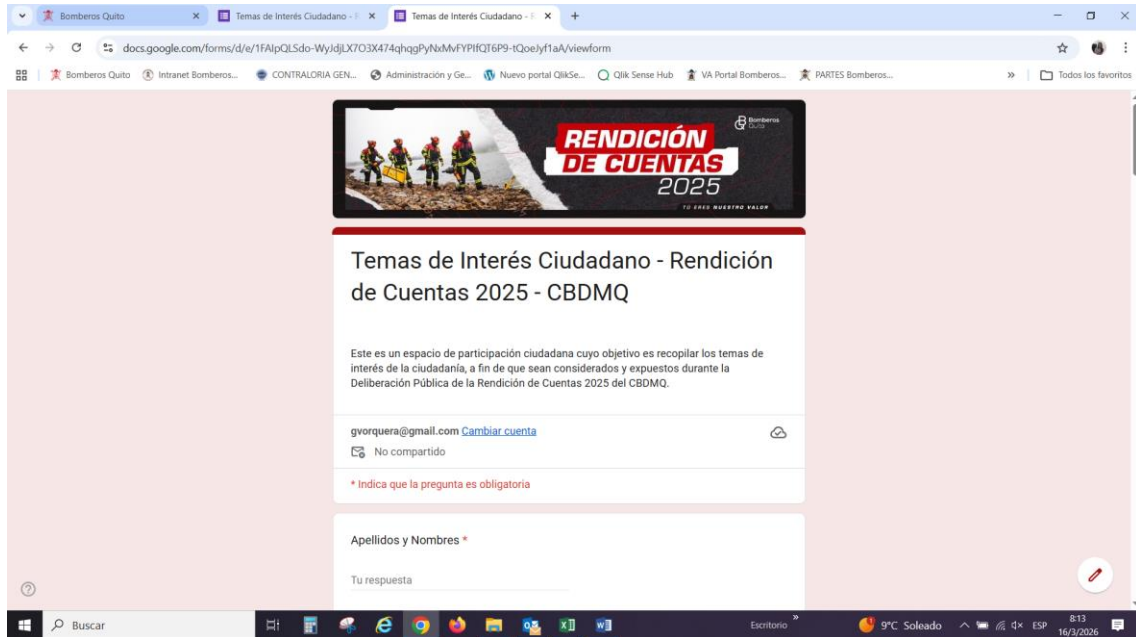 Bomberos Quito
Temas de Interés Ciudadano - F
Temas de Interés Ciudadano - F
docs.google.com/forms/d/e/1FAIpQLSdo-WyJdjLX7O3X474qhqgPyNxMvFYPIfQIT6P9-tQoeJyf1aA/viewform
Bomberos Quito
Intranet Bomberos...
CONTRALORIA GEN...
Administración y Ge...
Nuevo portal QlikSe...
Qlik Sense Hub
VA Portal Bomberos...
PARTES Bomberos...
»
Todos los favoritos
Bomberos
Quito
RENDICIÓN
DE CUENTAS
2025
TÚ ERES NUESTRO VALOR
Temas de Interés Ciudadano - Rendición
de Cuentas 2025 - CBDMQ
Este es un espacio de participación ciudadana cuyo objetivo es recopilar los temas de
interés de la ciudadanía, a fin de que sean considerados y expuestos durante la
Deliberación Pública de la Rendición de Cuentas 2025 del CBDMQ.
gvorquera@gmail.com Cambiar cuenta
No compartido
* Indica que la pregunta es obligatoria
Apellidos y Nombres *
Tu respuesta
Buscar
Escritorio »
9°C Soleado
ESP
8:13
16/3/2026